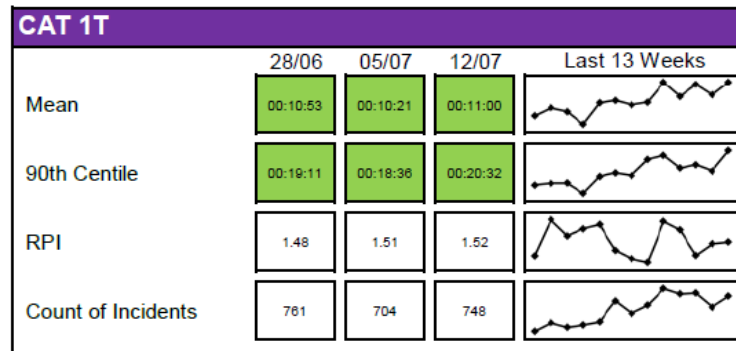 CAT 1T
28/06 05/07 12/07 Last 13 Weeks
Mean 00:10:53 00:10:21 00:11:00
90th Centile 00:19:11 00:18:36 00:20:32
RPI 1.48 1.51 1.52
Count of Incidents 761 704 748